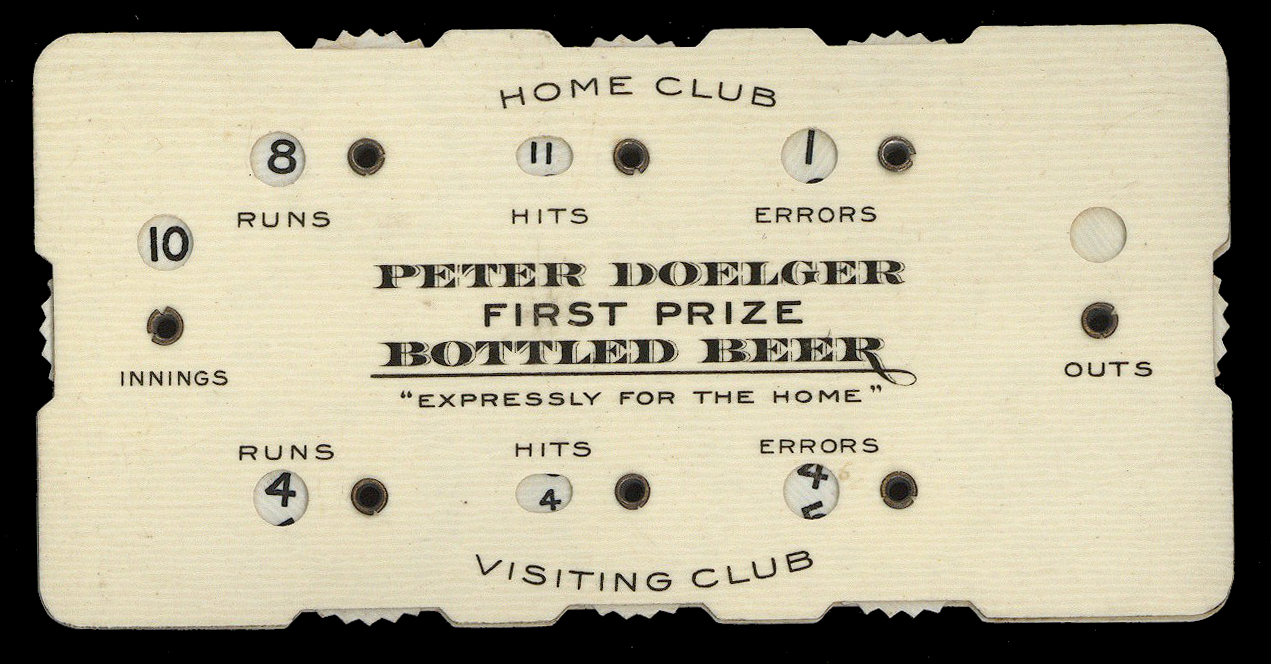 HOME CLUB
8 11 1
RUNS HITS ERRORS
10
PETER DOELGER
FIRST PRIZE
BOTTLED BEER
INNINGS OUTS
"EXPRESSLY FOR THE HOME"
RUNS HITS ERRORS
4 4 4
5
VISITING CLUB